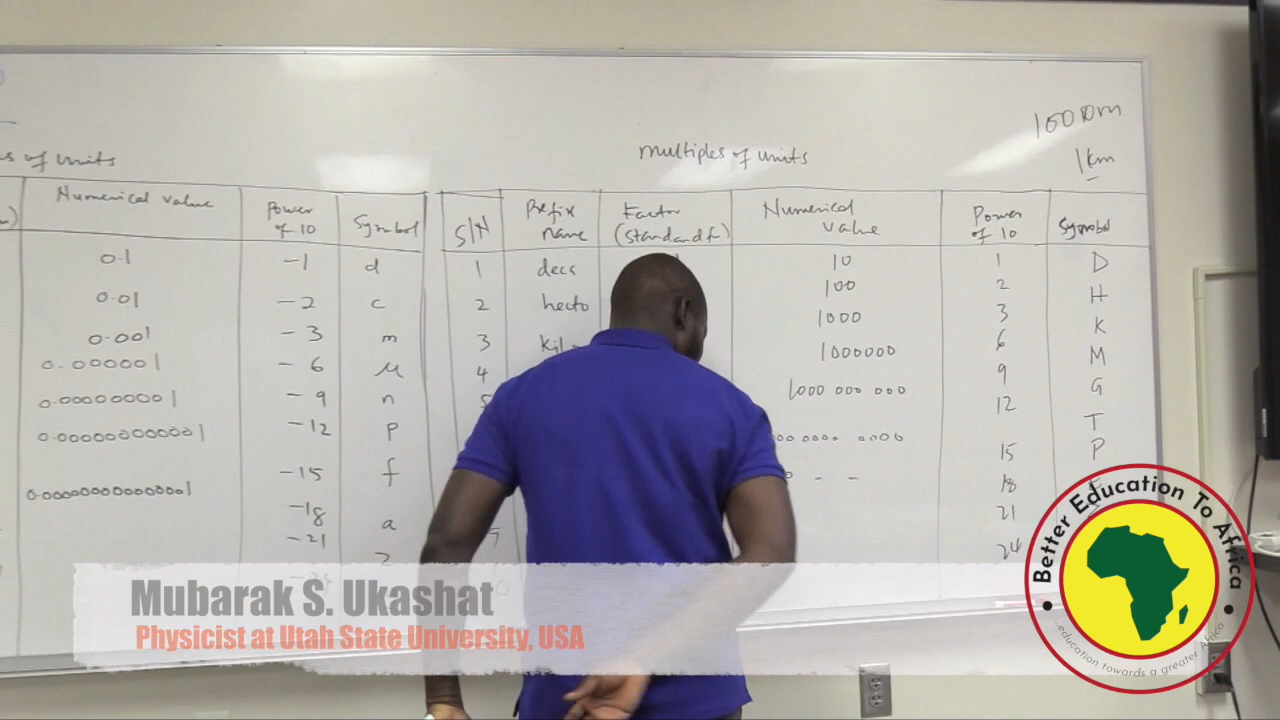 1000m
1km
of units
multiples of units
Numerical value
Power of 10
Symbol
S/N
Prefix name
Factor (standard f)
Numerical value
Power of 10
Symbol
0.1 -1 d 1 deca 10 1 D
0.01 -2 c 2 hecto 100 2 H
0.001 -3 m 3 1000 3 K
0.000001 -6 μ 4 1000000 6 M
0.000000001 -9 n 1000 000 000 9 G
0.000000000001 -12 p 12 T
-15 f - - 15 P
-18 a 18
-21 21
24
Mubarak S. Ukashat
Physicist at Utah State University, USA
Better Education To Africa
education towards a greater Africa